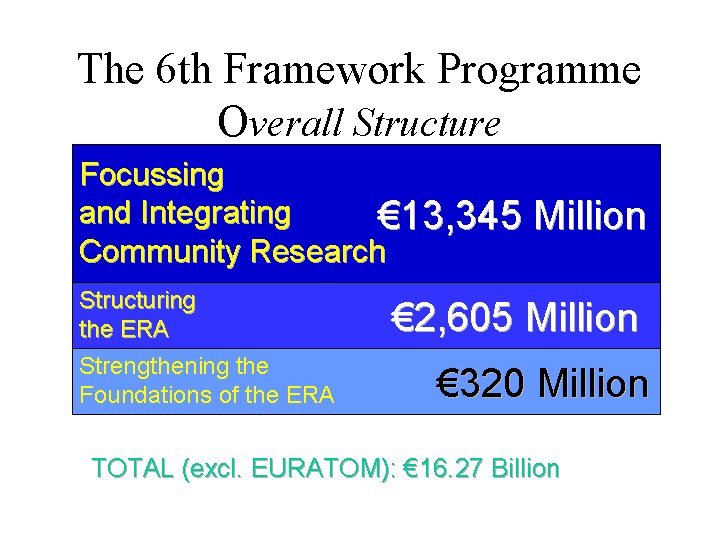 The 6th Framework Programme
Overall Structure
Focussing
and Integrating
Community Research
€13,345 Million
Structuring
the ERA
€2,605 Million
Strengthening the
Foundations of the ERA
€320 Million
TOTAL (excl. EURATOM): €16.27 Billion